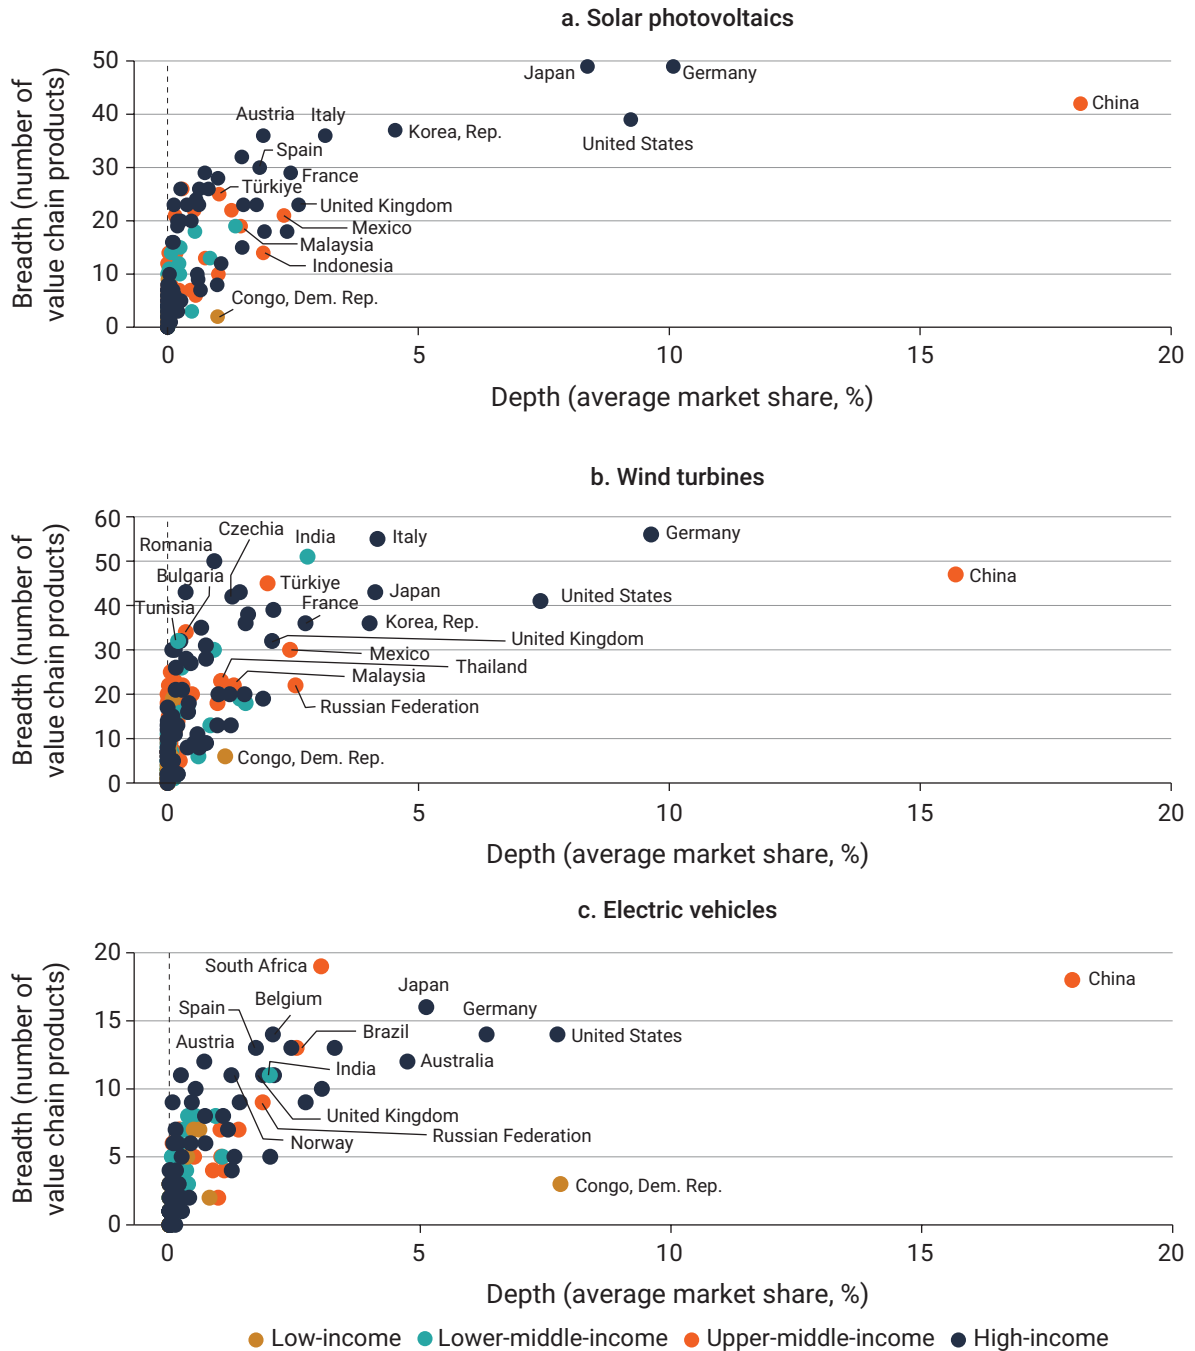 a. Solar photovoltaics
Breadth (number of
value chain products)
50
40
30
20
10
0
Japan
Germany
China
Austria
Italy
Korea, Rep.
United States
Spain
France
Türkiye
United Kingdom
Mexico
Malaysia
Indonesia
Congo, Dem. Rep.
0
5
10
15
20
Depth (average market share, %)
b. Wind turbines
Breadth (number of
value chain products)
60
50
40
30
20
10
0
Czechia
India
Italy
Germany
Romania
Bulgaria
Türkiye
China
Tunisia
France
Japan
United States
Korea, Rep.
United Kingdom
Mexico
Thailand
Malaysia
Russian Federation
Congo, Dem. Rep.
0
5
10
15
20
Depth (average market share, %)
c. Electric vehicles
Breadth (number of
value chain products)
20
15
10
5
0
South Africa
China
Japan
Belgium
Spain
Germany
Brazil
United States
Austria
Australia
India
United Kingdom
Russian Federation
Norway
Congo, Dem. Rep.
0
5
10
15
20
Depth (average market share, %)
Low-income
Lower-middle-income
Upper-middle-income
High-income